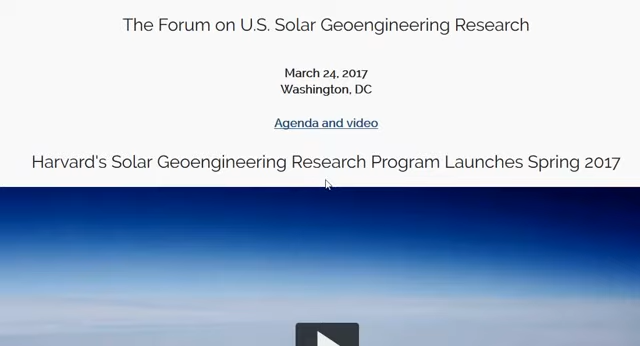 The Forum on U.S. Solar Geoengineering Research
March 24, 2017
Washington, DC
Agenda and video
Harvard's Solar Geoengineering Research Program Launches Spring 2017